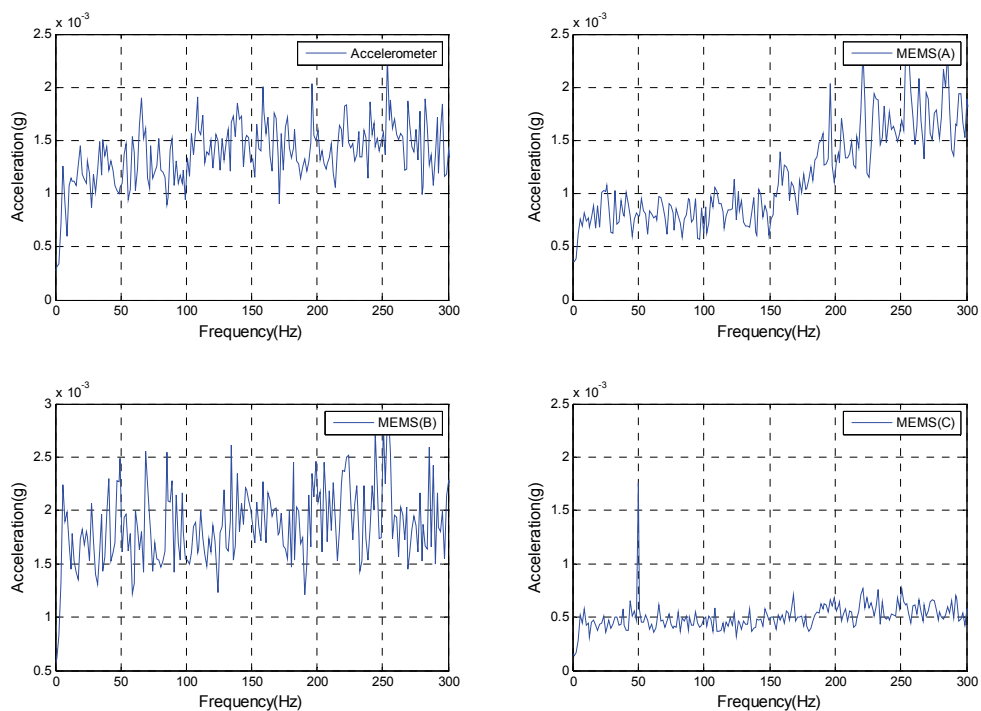 x 10⁻³
2.5
2
1.5
1
0.5
0
Acceleration(g)
Accelerometer
0 50 100 150 200 250 300
Frequency(Hz)
x 10⁻³
2.5
2
1.5
1
0.5
0
Acceleration(g)
MEMS(A)
0 50 100 150 200 250 300
Frequency(Hz)
x 10⁻³
3
2.5
2
1.5
1
0.5
Acceleration(g)
MEMS(B)
0 50 100 150 200 250 300
Frequency(Hz)
x 10⁻³
2.5
2
1.5
1
0.5
0
Acceleration(g)
MEMS(C)
0 50 100 150 200 250 300
Frequency(Hz)